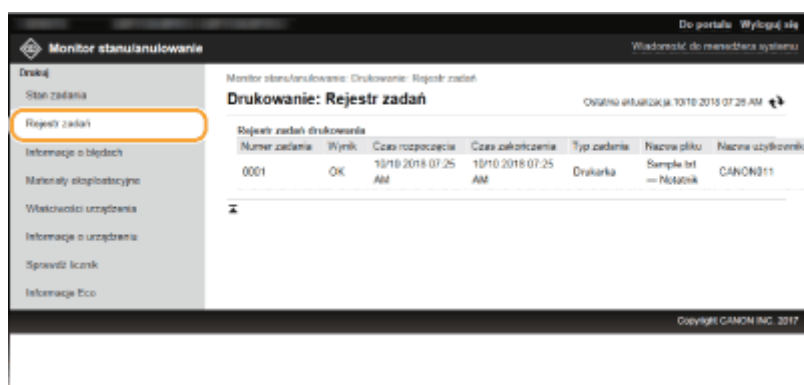 Do portalu Wyloguj się
Monitor stanu/anulowanie
Wiadomość do menedżera systemu
Drukuj
Stan zadania
Rejestr zadań
Informacje o błędach
Materiały eksploatacyjne
Właściwości urządzenia
Informacje o urządzeniu
Sprawdź licznik
Informacje Eco
Monitor stanu/anulowanie: Drukowanie: Rejestr zadań
Drukowanie: Rejestr zadań
Ostatnia aktualizacja: 10/10 2018 07:26 AM
Rejestr zadań drukowania
Numer zadania Wynik Czas rozpoczęcia Czas zakończenia Typ zadania Nazwa pliku Nazwa użytkownik
0001 OK 10/10 2018 07:25 AM 10/10 2018 07:25 AM Drukarka Sample.txt — Notatnik CANON011
Copyright CANON INC. 2017